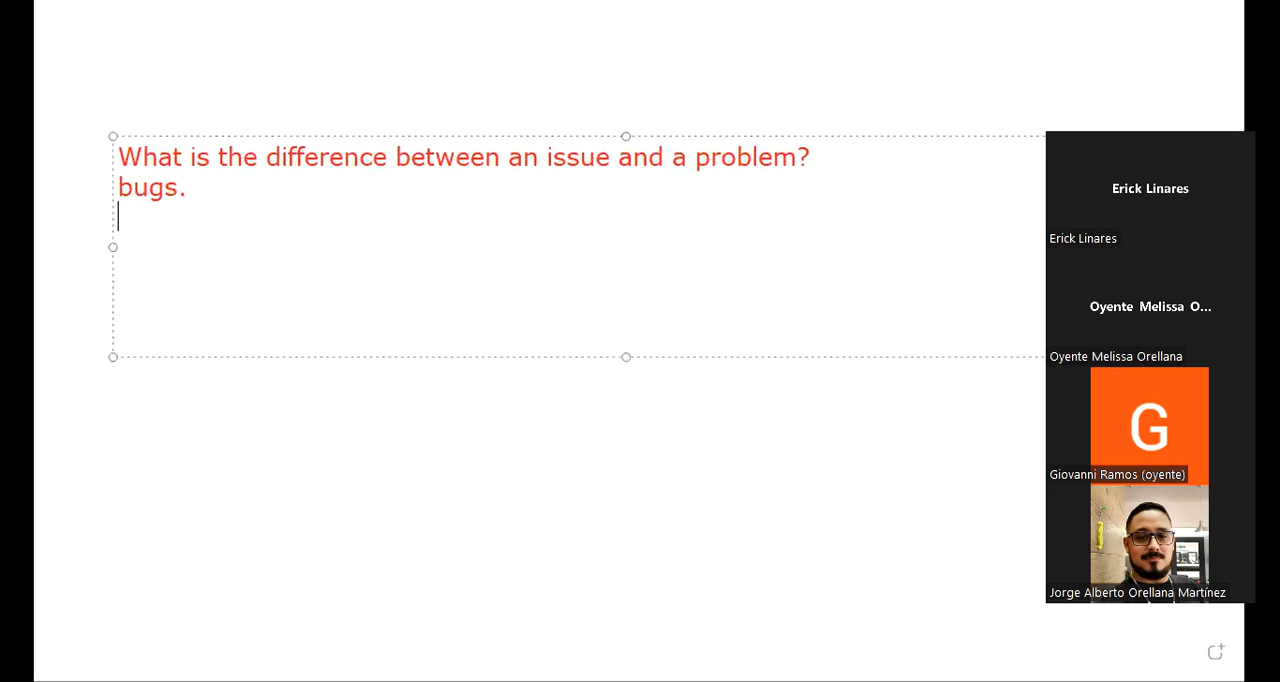 What is the difference between an issue and a problem?
bugs.
Erick Linares
Erick Linares
Oyente Melissa O...
Oyente Melissa Orellana
G
Giovanni Ramos (oyente)
Jorge Alberto Orellana Martínez